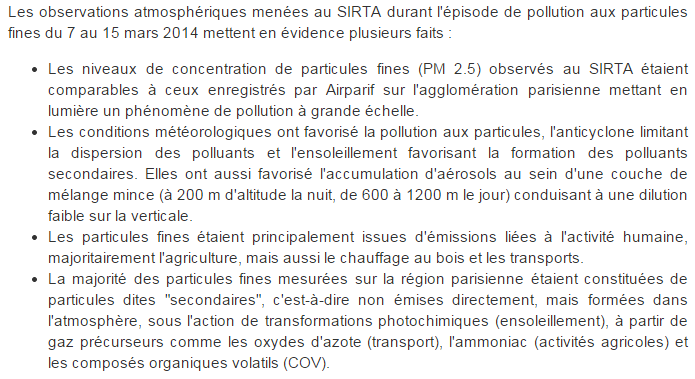 Les observations atmosphériques menées au SIRTA durant l'épisode de pollution aux particules
fines du 7 au 15 mars 2014 mettent en évidence plusieurs faits :
• Les niveaux de concentration de particules fines (PM 2.5) observés au SIRTA étaient
comparables à ceux enregistrés par Airparif sur l'agglomération parisienne mettant en
lumière un phénomène de pollution à grande échelle.
• Les conditions météorologiques ont favorisé la pollution aux particules, l'anticyclone limitant
la dispersion des polluants et l'ensoleillement favorisant la formation des polluants
secondaires. Elles ont aussi favorisé l'accumulation d'aérosols au sein d'une couche de
mélange mince (à 200 m d'altitude la nuit, de 600 à 1200 m le jour) conduisant à une dilution
faible sur la verticale.
• Les particules fines étaient principalement issues d'émissions liées à l'activité humaine,
majoritairement l'agriculture, mais aussi le chauffage au bois et les transports.
• La majorité des particules fines mesurées sur la région parisienne étaient constituées de
particules dites "secondaires", c'est-à-dire non émises directement, mais formées dans
l'atmosphère, sous l'action de transformations photochimiques (ensoleillement), à partir de
gaz précurseurs comme les oxydes d'azote (transport), l'ammoniac (activités agricoles) et
les composés organiques volatils (COV).